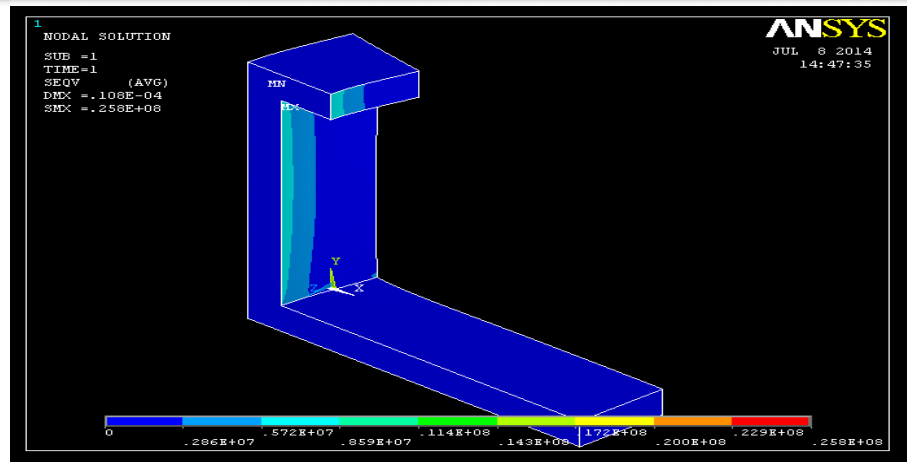 1
NODAL SOLUTION
SUB =1
TIME=1
SEQV (AVG)
DMX =.108E-04
SMX =.258E+08
ANSYS
JUL 8 2014
14:47:35
MN
MX
Y
Z X
0 .572E+07 .114E+08 .172E+08 .229E+08
.286E+07 .859E+07 .143E+08 .200E+08 .258E+08